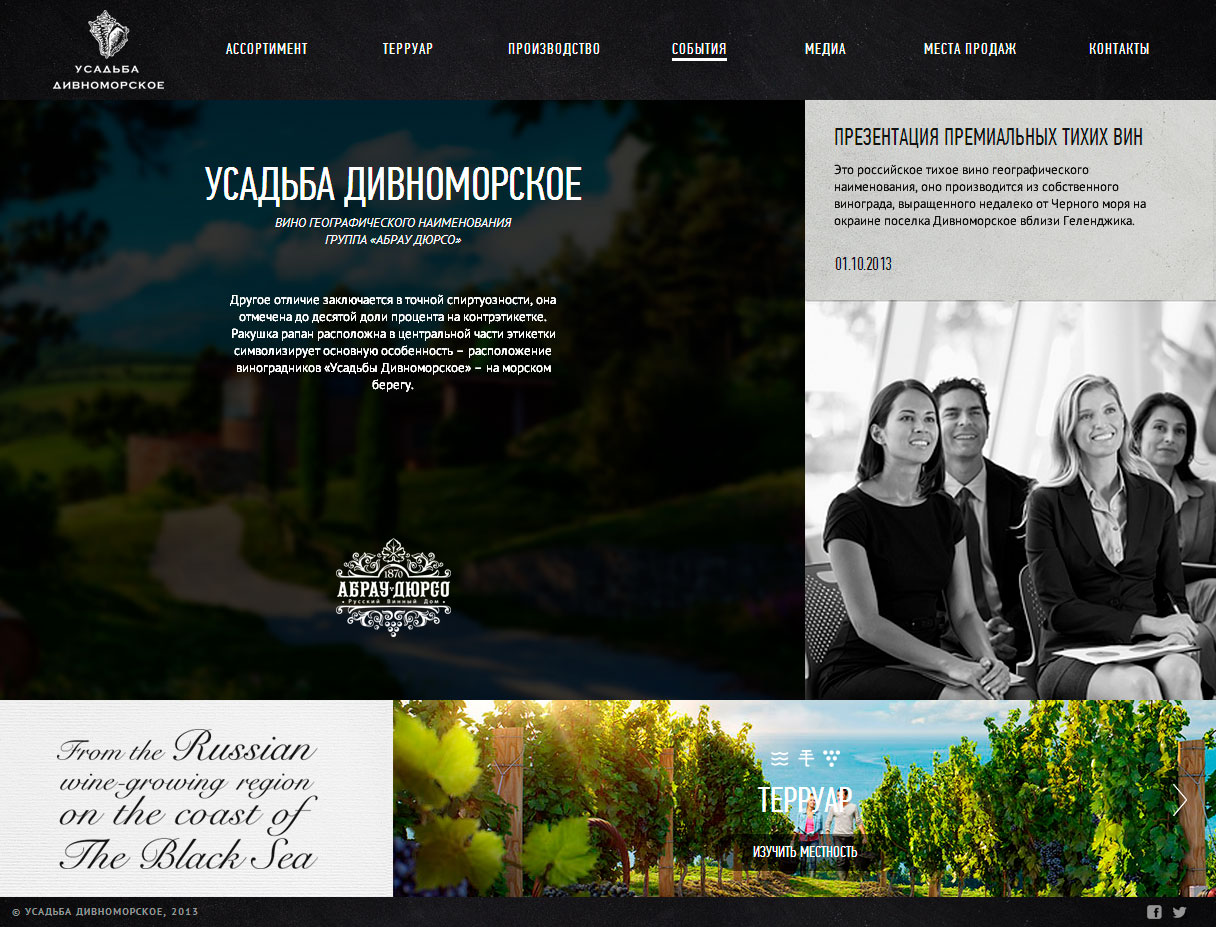 УСАДЬБА
ДИВНОМОРСКОЕ
АССОРТИМЕНТ
ТЕРРУАР
ПРОИЗВОДСТВО
СОБЫТИЯ
МЕДИА
МЕСТА ПРОДАЖ
КОНТАКТЫ
УСАДЬБА ДИВНОМОРСКОЕ
ВИНО ГЕОГРАФИЧЕСКОГО НАИМЕНОВАНИЯ
ГРУППА «АБРАУ ДЮРСО»
Другое отличие заключается в точной спиртуозности, она
отмечена до десятой доли процента на контрэтикетке.
Ракушка рапан расположна в центральной части этикетки
символизирует основную особенность – расположение
виноградников «Усадьбы Дивноморское» – на морском
берегу.
1870
АБРАУ-ДЮРСО
Русский Винный Дом
ПРЕЗЕНТАЦИЯ ПРЕМИАЛЬНЫХ ТИХИХ ВИН
Это российское тихое вино географического
наименования, оно производится из собственного
винограда, выращенного недалеко от Черного моря на
окраине поселка Дивноморское вблизи Геленджика.
01.10.2013
From the Russian
wine-growing region
on the coast of
The Black Sea
ТЕРРУАР
ИЗУЧИТЬ МЕСТНОСТЬ
© УСАДЬБА ДИВНОМОРСКОЕ, 2013